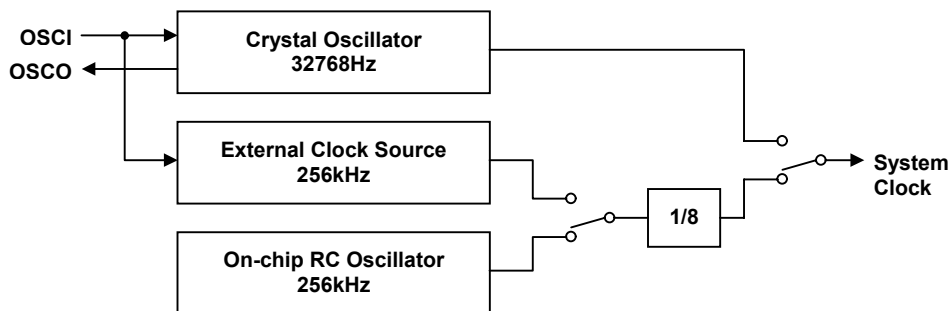 OSCI
OSCO
Crystal Oscillator
32768Hz
External Clock Source
256kHz
On-chip RC Oscillator
256kHz
1/8
System
Clock